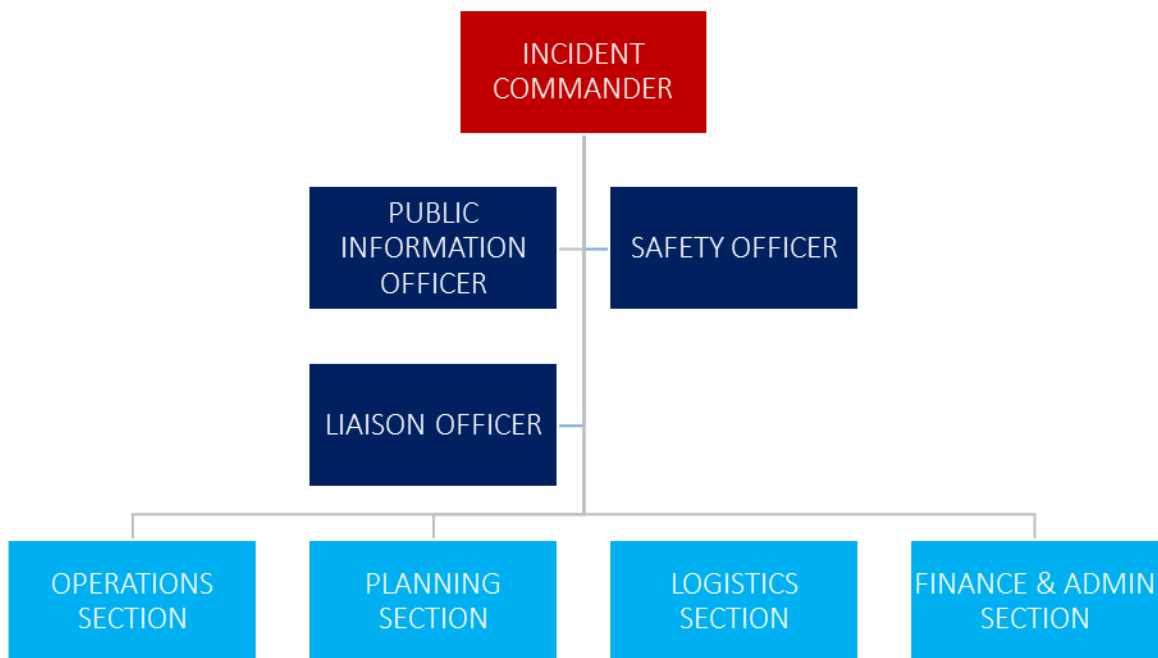 INCIDENT
COMMANDER
PUBLIC
INFORMATION
OFFICER
SAFETY OFFICER
LIAISON OFFICER
OPERATIONS
SECTION
PLANNING
SECTION
LOGISTICS
SECTION
FINANCE & ADMIN
SECTION